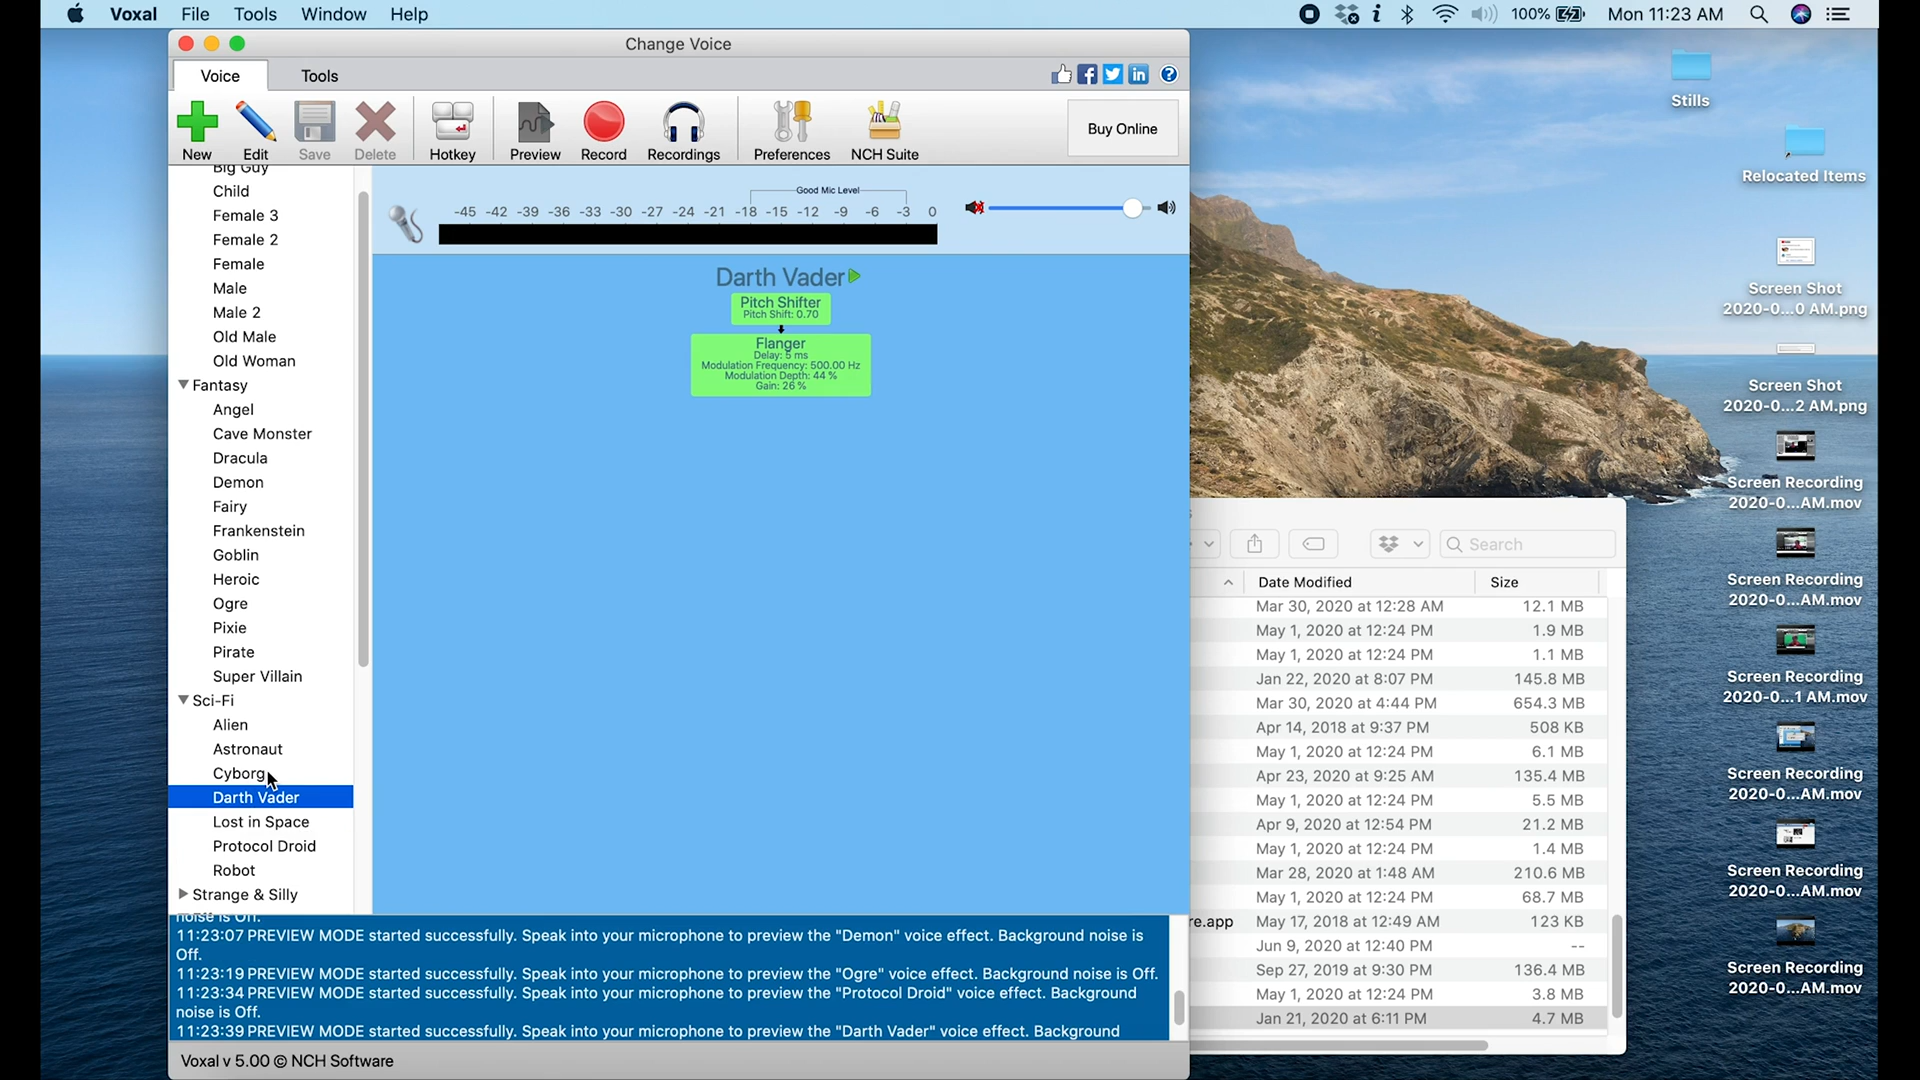 Voxal File Tools Window Help
100% Mon 11:23 AM
Change Voice
Voice Tools
New Edit Save Delete Hotkey Preview Record Recordings Preferences NCH Suite Buy Online
Big Guy
Child
Female 3
Female 2
Female
Male
Male 2
Old Male
Old Woman
Fantasy
Angel
Cave Monster
Dracula
Demon
Fairy
Frankenstein
Goblin
Heroic
Ogre
Pixie
Pirate
Super Villain
Sci-Fi
Alien
Astronaut
Cyborg
Darth Vader
Lost in Space
Protocol Droid
Robot
Strange & Silly
Good Mic Level
-45 -42 -39 -36 -33 -30 -27 -24 -21 -18 -15 -12 -9 -6 -3 0
Darth Vader
Pitch Shifter
Pitch Shift: 0.70
Flanger
Delay: 5 ms
Modulation Frequency: 500.00 Hz
Modulation Depth: 44 %
Gain: 26 %
noise is Off.
11:23:07 PREVIEW MODE started successfully. Speak into your microphone to preview the "Demon" voice effect. Background noise is
Off.
11:23:19 PREVIEW MODE started successfully. Speak into your microphone to preview the "Ogre" voice effect. Background noise is Off.
11:23:34 PREVIEW MODE started successfully. Speak into your microphone to preview the "Protocol Droid" voice effect. Background
noise is Off.
11:23:39 PREVIEW MODE started successfully. Speak into your microphone to preview the "Darth Vader" voice effect. Background
Voxal v 5.00 © NCH Software
Search
Date Modified Size
Mar 30, 2020 at 12:28 AM 12.1 MB
May 1, 2020 at 12:24 PM 1.9 MB
May 1, 2020 at 12:24 PM 1.1 MB
Jan 22, 2020 at 8:07 PM 145.8 MB
Mar 30, 2020 at 4:44 PM 654.3 MB
Apr 14, 2018 at 9:37 PM 508 KB
May 1, 2020 at 12:24 PM 6.1 MB
Apr 23, 2020 at 9:25 AM 135.4 MB
May 1, 2020 at 12:24 PM 5.5 MB
Apr 9, 2020 at 12:54 PM 21.2 MB
May 1, 2020 at 12:24 PM 1.4 MB
Mar 28, 2020 at 1:48 AM 210.6 MB
May 1, 2020 at 12:24 PM 68.7 MB
re.app May 17, 2018 at 12:49 AM 123 KB
Jun 9, 2020 at 12:40 PM --
Sep 27, 2019 at 9:30 PM 136.4 MB
May 1, 2020 at 12:24 PM 3.8 MB
Jan 21, 2020 at 6:11 PM 4.7 MB
Stills
Relocated Items
Screen Shot
2020-0...0 AM.png
Screen Shot
2020-0...2 AM.png
Screen Recording
2020-0...AM.mov
Screen Recording
2020-0...AM.mov
Screen Recording
2020-0...1 AM.mov
Screen Recording
2020-0...AM.mov
Screen Recording
2020-0...AM.mov
Screen Recording
2020-0...AM.mov